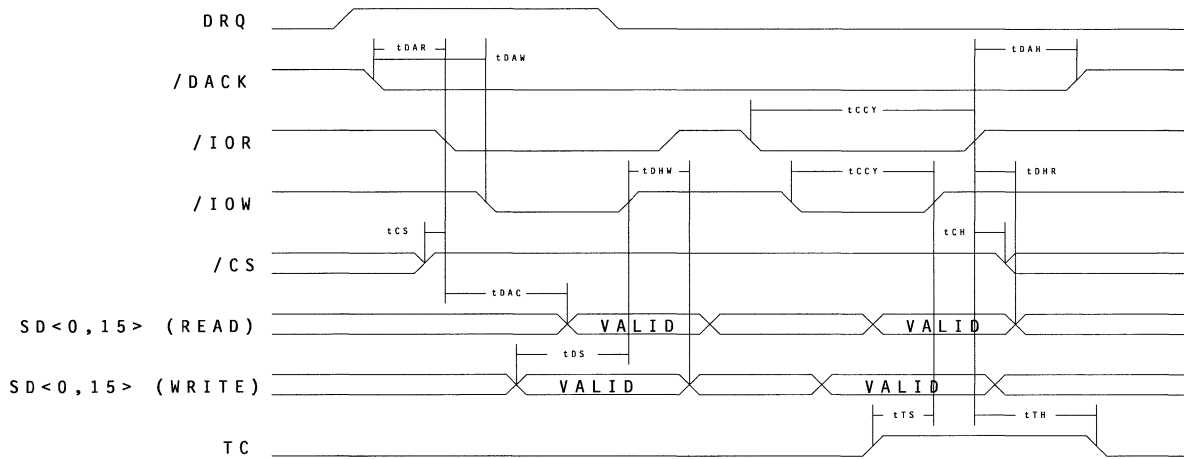 DRQ
tDAR
tDAH
tDAW
/DACK
tCCY
/IOR
tDHW
tCCY
tDHR
/IOW
tCS
tCH
/CS
tDAC
SD<0,15> (READ)
VALID
VALID
tDS
SD<0,15> (WRITE)
VALID
VALID
tTS
tTH
TC